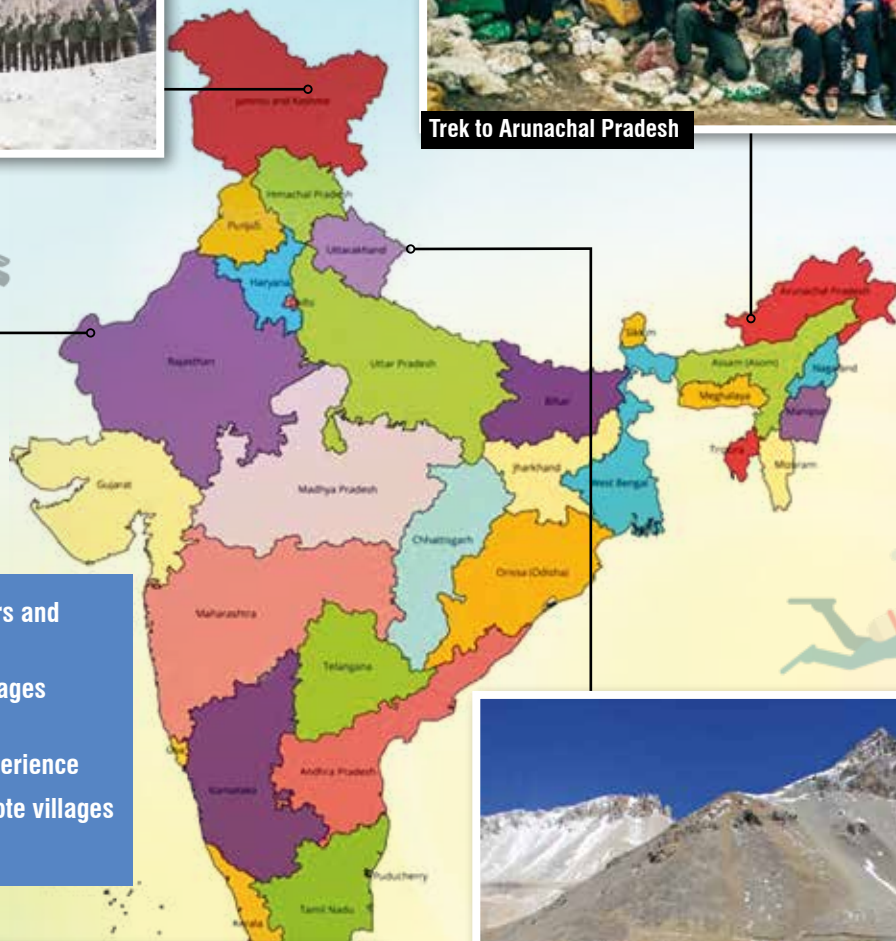 Trek to Arunachal Pradesh
Jammu and Kashmir
Himachal Pradesh
Punjab
Uttarakhand
Haryana
Arunachal Pradesh
Sikkim
Rajasthan
Uttar Pradesh
Assam (Asom)
Nagaland
Bihar
Meghalaya
Manipur
Tripura
Mizoram
Jharkhand
West Bengal
Gujarat
Madhya Pradesh
Chhattisgarh
Orissa (Odisha)
rs and
Maharashtra
Telangana
ages
erience
Andhra Pradesh
Karnataka
ote villages
Puducherry
Tamil Nadu
Kerala